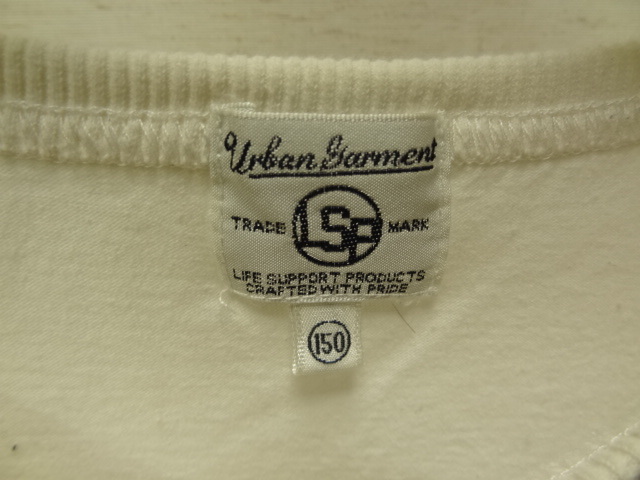 Urban Garment
TRADE LSP MARK
LIFE SUPPORT PRODUCTS
CRAFTED WITH PRIDE
150